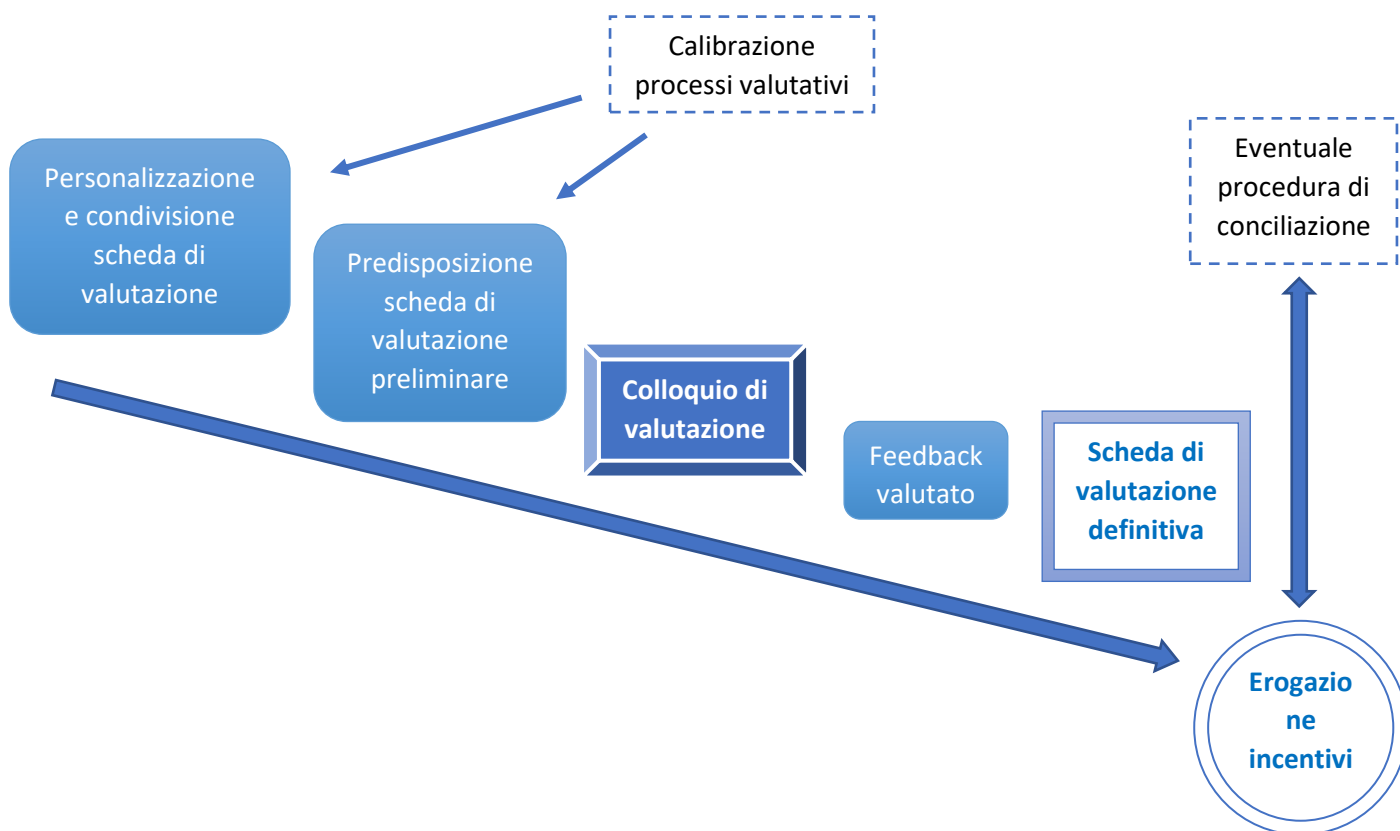 Calibrazione
processi valutativi
Personalizzazione
e condivisione
scheda di
valutazione
Predisposizione
scheda di
valutazione
preliminare
Colloquio di
valutazione
Feedback
valutato
Scheda di
valutazione
definitiva
Eventuale
procedura di
conciliazione
Erogazio
ne
incentivi